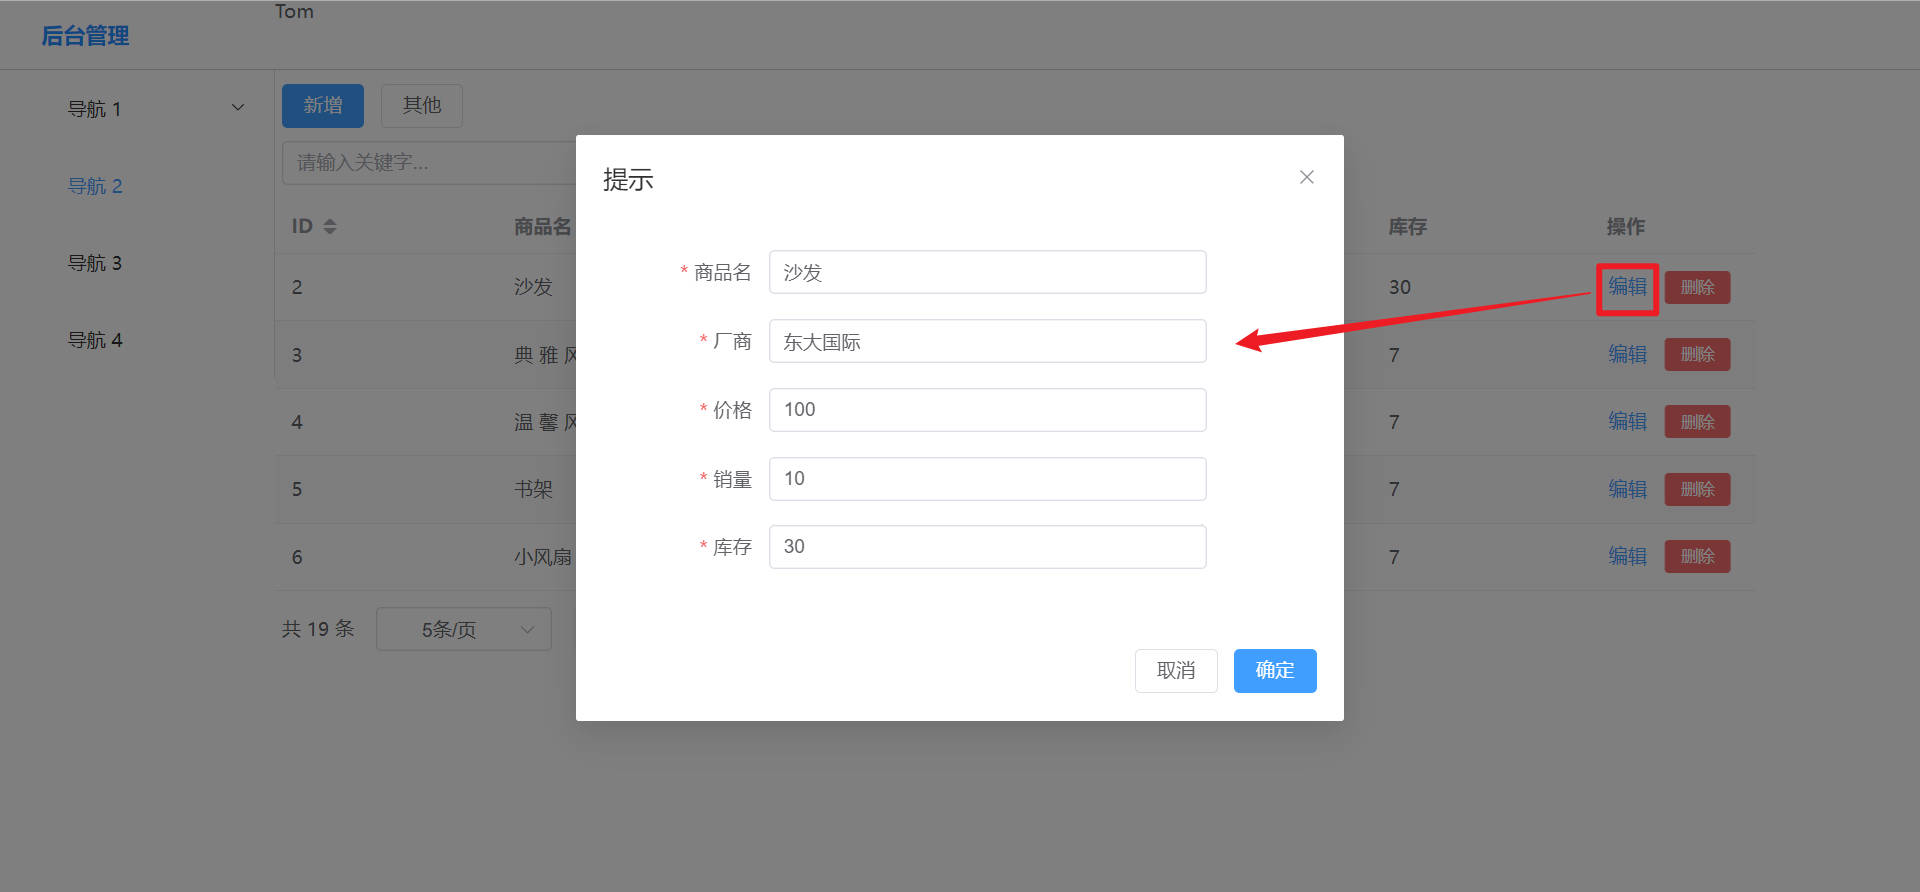 Tom
后台管理
导航 1
导航 2
导航 3
导航 4
新增 其他
请输入关键字...
ID 商品名 库存 操作
2 沙发 30 编辑 删除
3 典 雅 风 7 编辑 删除
4 温 馨 风 7 编辑 删除
5 书架 7 编辑 删除
6 小风扇 7 编辑 删除
共 19 条 5条/页
提示
* 商品名 沙发
* 厂商 东大国际
* 价格 100
* 销量 10
* 库存 30
取消 确定